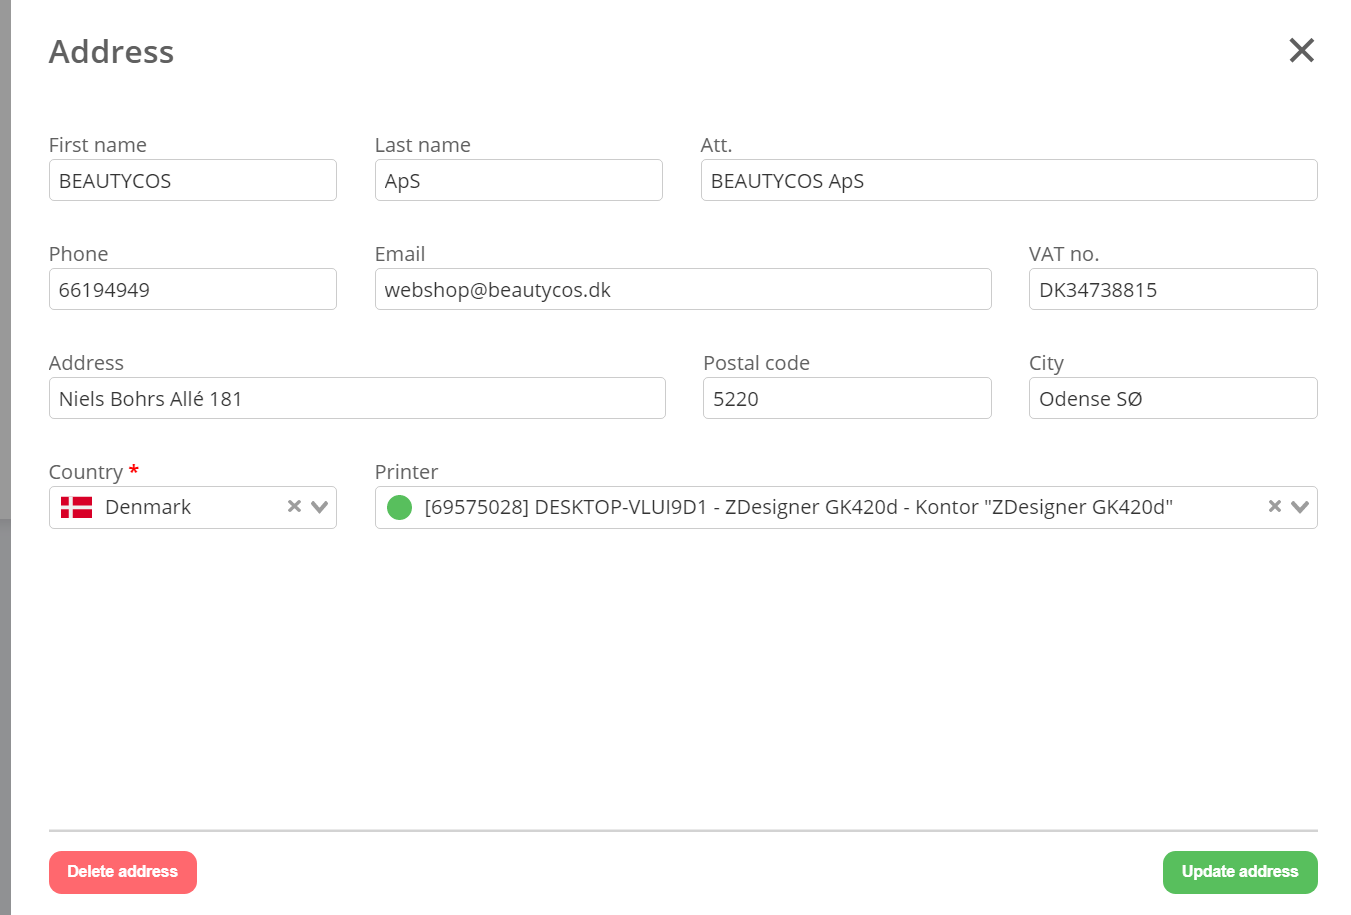 Address
First name Last name Att.
BEAUTYCOS ApS BEAUTYCOS ApS
Phone Email VAT no.
66194949 webshop@beautycos.dk DK34738815
Address Postal code City
Niels Bohrs Allé 181 5220 Odense SØ
Country * Printer
Denmark [69575028] DESKTOP-VLUI9D1 - ZDesigner GK420d - Kontor "ZDesigner GK420d"
Delete address Update address